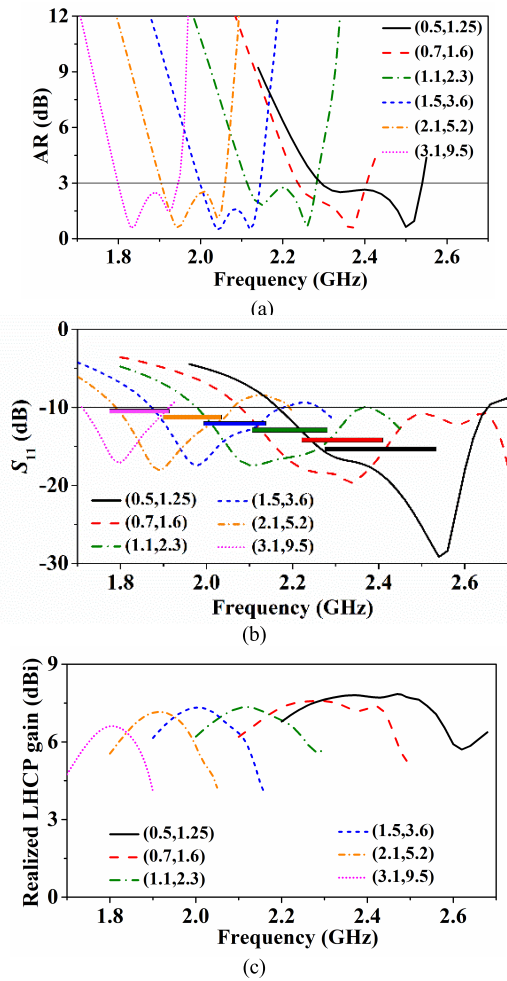 12
9
6
3
0
AR (dB)
(0.5,1.25)
(0.7,1.6)
(1.1,2.3)
(1.5,3.6)
(2.1,5.2)
(3.1,9.5)
1.8 2.0 2.2 2.4 2.6
Frequency (GHz)
(a)
0
-10
-20
-30
S11 (dB)
(0.5,1.25) (1.5,3.6)
(0.7,1.6) (2.1,5.2)
(1.1,2.3) (3.1,9.5)
1.8 2.0 2.2 2.4 2.6
Frequency (GHz)
(b)
9
6
3
0
Realized LHCP gain (dBi)
(0.5,1.25) (1.5,3.6)
(0.7,1.6) (2.1,5.2)
(1.1,2.3) (3.1,9.5)
1.8 2.0 2.2 2.4 2.6
Frequency (GHz)
(c)